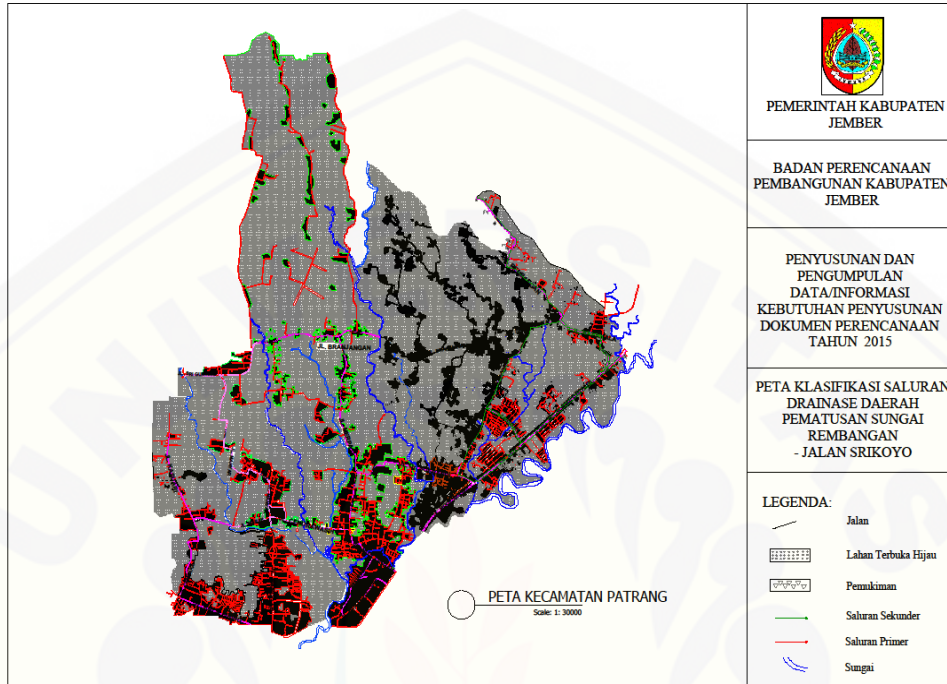 JL. BRANJANGAN
PETA KECAMATAN PATRANG
Scale: 1: 30000
PEMERINTAH KABUPATEN
JEMBER
BADAN PERENCANAAN
PEMBANGUNAN KABUPATEN
JEMBER
PENYUSUNAN DAN
PENGUMPULAN
DATA/INFORMASI
KEBUTUHAN PENYUSUNAN
DOKUMEN PERENCANAAN
TAHUN 2015
PETA KLASIFIKASI SALURAN
DRAINASE DAERAH
PEMATUSAN SUNGAI
REMBANGAN
- JALAN SRIKOYO
LEGENDA:
Jalan
Lahan Terbuka Hijau
Pemukiman
Saluran Sekunder
Saluran Primer
Sungai